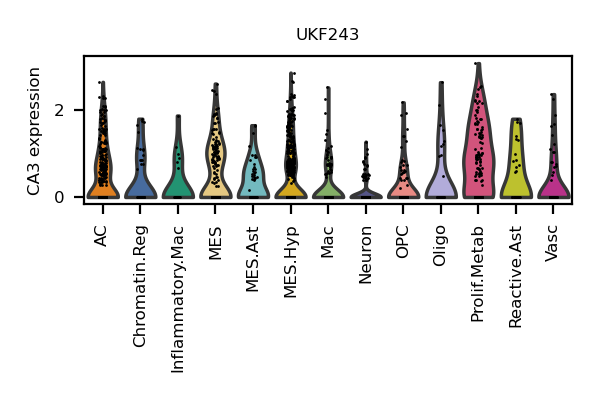 UKF243
CA3 expression
2
0
AC
Chromatin.Reg
Inflammatory.Mac
MES
MES.Ast
MES.Hyp
Mac
Neuron
OPC
Oligo
Prolif.Metab
Reactive.Ast
Vasc